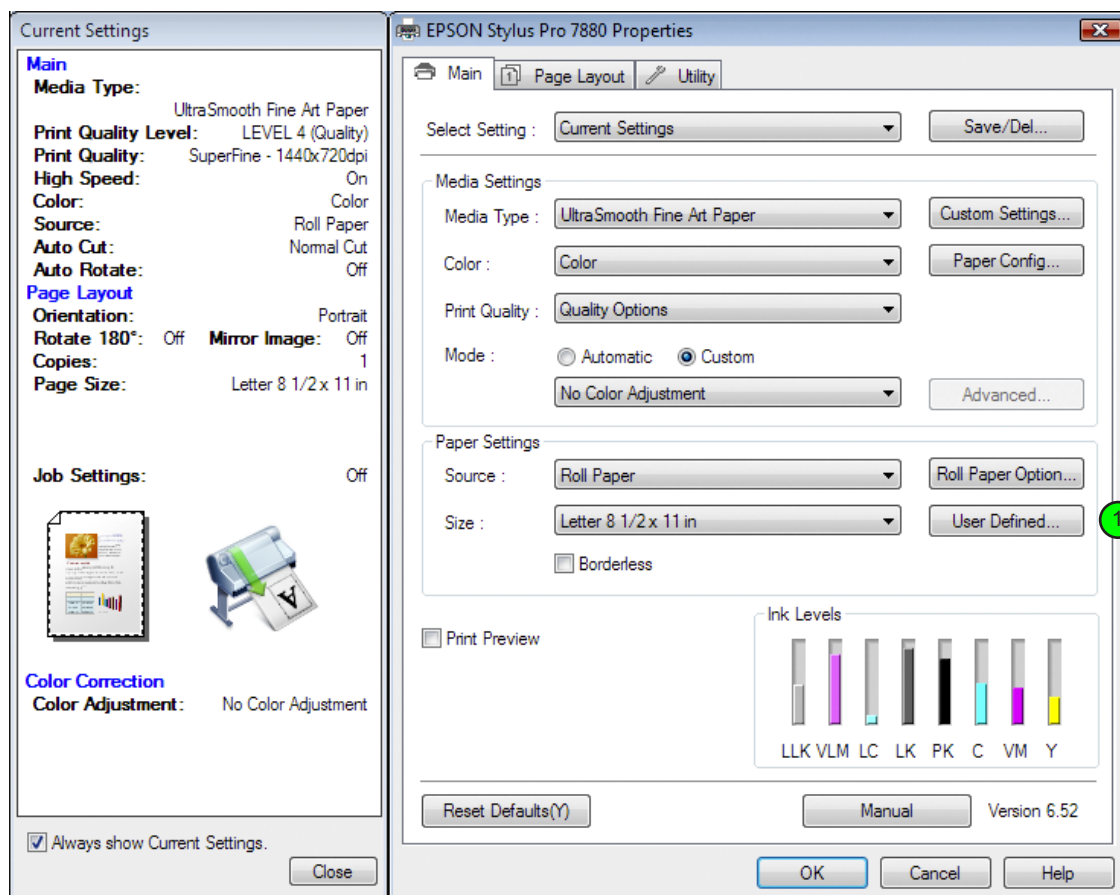 Current Settings
Main
Media Type:
UltraSmooth Fine Art Paper
Print Quality Level: LEVEL 4 (Quality)
Print Quality: SuperFine - 1440x720dpi
High Speed: On
Color: Color
Source: Roll Paper
Auto Cut: Normal Cut
Auto Rotate: Off
Page Layout
Orientation: Portrait
Rotate 180°: Off Mirror Image: Off
Copies: 1
Page Size: Letter 8 1/2 x 11 in
Job Settings: Off
A
Color Correction
Color Adjustment: No Color Adjustment
Always show Current Settings.
Close
EPSON Stylus Pro 7880 Properties
Main 1 Page Layout Utility
Select Setting : Current Settings Save/Del...
Media Settings
Media Type : UltraSmooth Fine Art Paper Custom Settings...
Color : Color Paper Config...
Print Quality : Quality Options
Mode : Automatic Custom
No Color Adjustment Advanced...
Paper Settings
Source : Roll Paper Roll Paper Option...
Size : Letter 8 1/2 x 11 in User Defined... 1
Borderless
Print Preview
Ink Levels
LLK VLM LC LK PK C VM Y
Reset Defaults(Y) Manual Version 6.52
OK Cancel Help